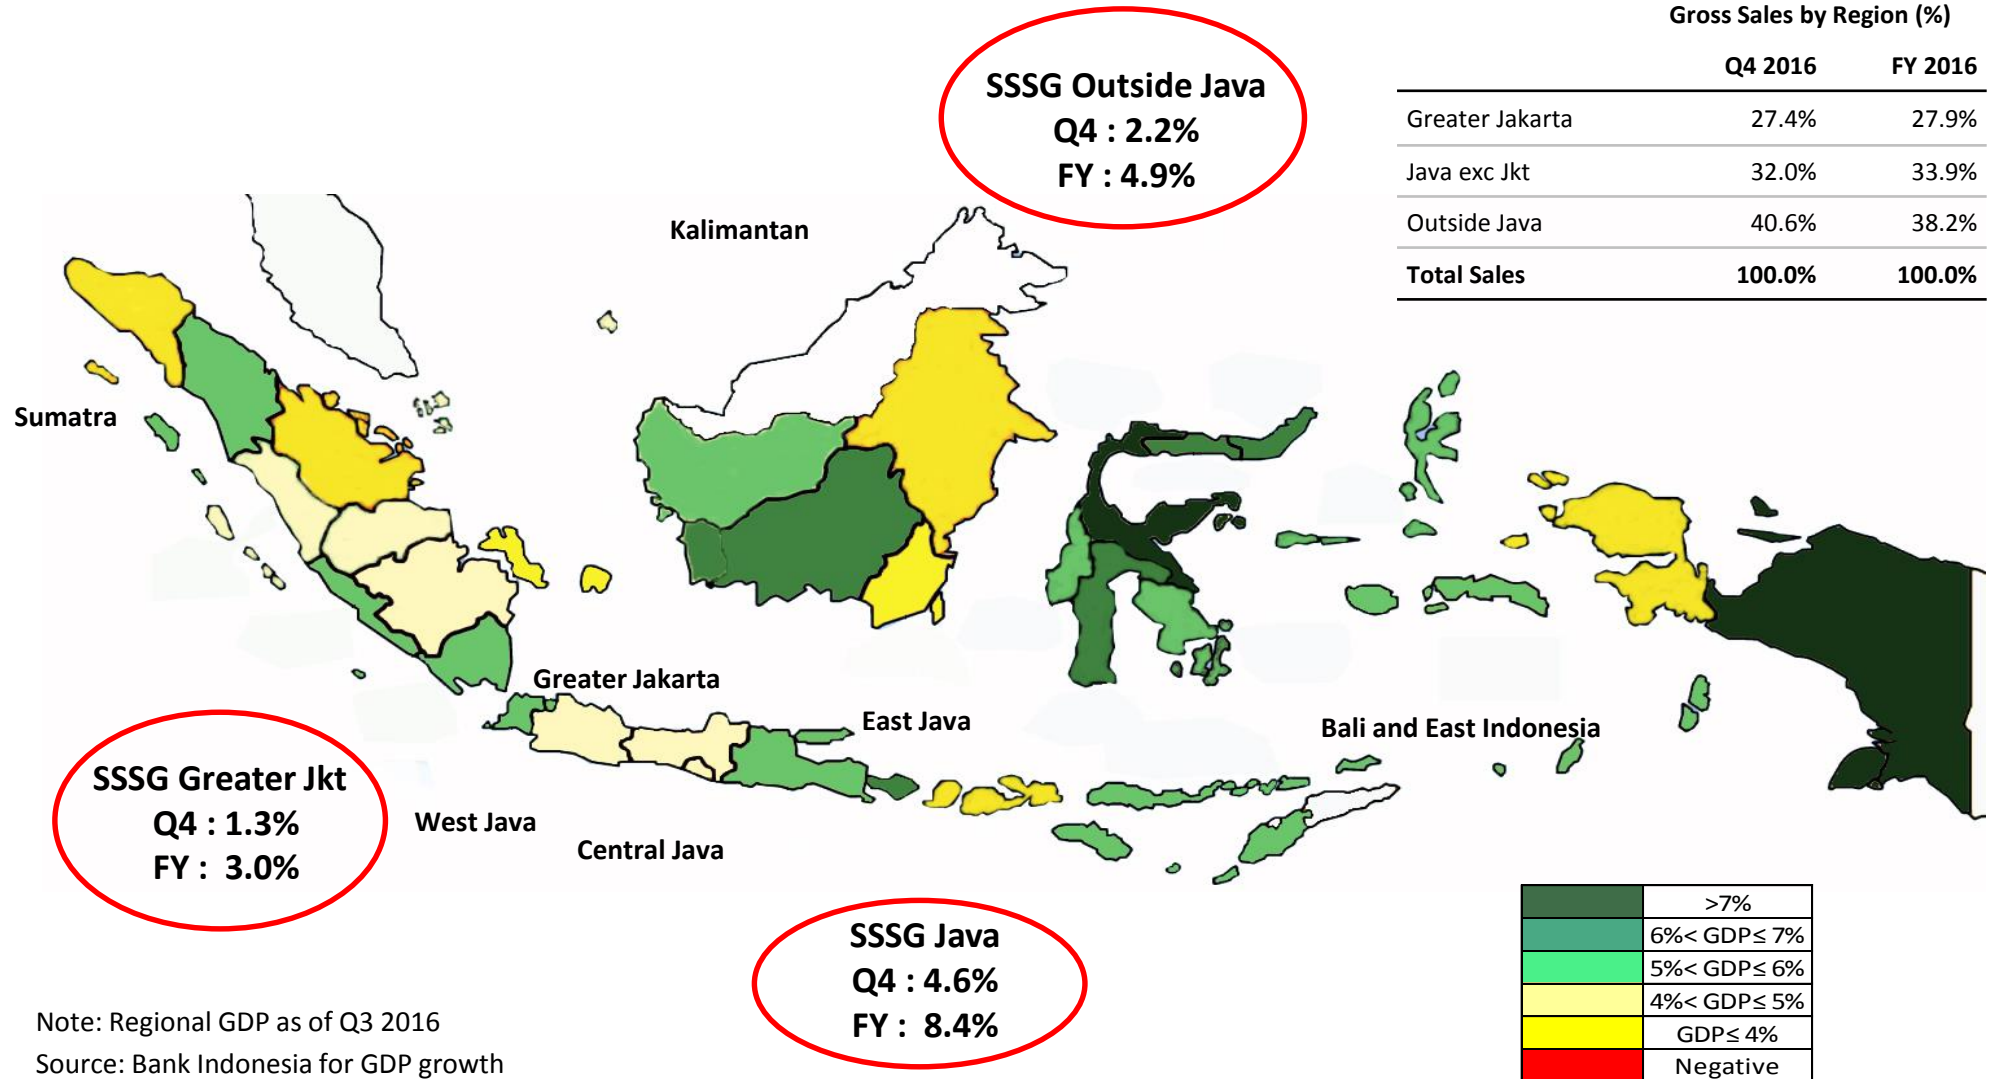 Gross Sales by Region (%)
Q4 2016 FY 2016
Greater Jakarta 27.4% 27.9%
Java exc Jkt 32.0% 33.9%
Outside Java 40.6% 38.2%
Total Sales 100.0% 100.0%
SSSG Outside Java
Q4 : 2.2%
FY : 4.9%
Kalimantan
Sumatra
Greater Jakarta
East Java
Bali and East Indonesia
SSSG Greater Jkt
Q4 : 1.3%
FY : 3.0%
West Java
Central Java
SSSG Java
Q4 : 4.6%
FY : 8.4%
>7%
6%< GDP≤ 7%
5%< GDP≤ 6%
4%< GDP≤ 5%
GDP≤ 4%
Negative
Note: Regional GDP as of Q3 2016
Source: Bank Indonesia for GDP growth